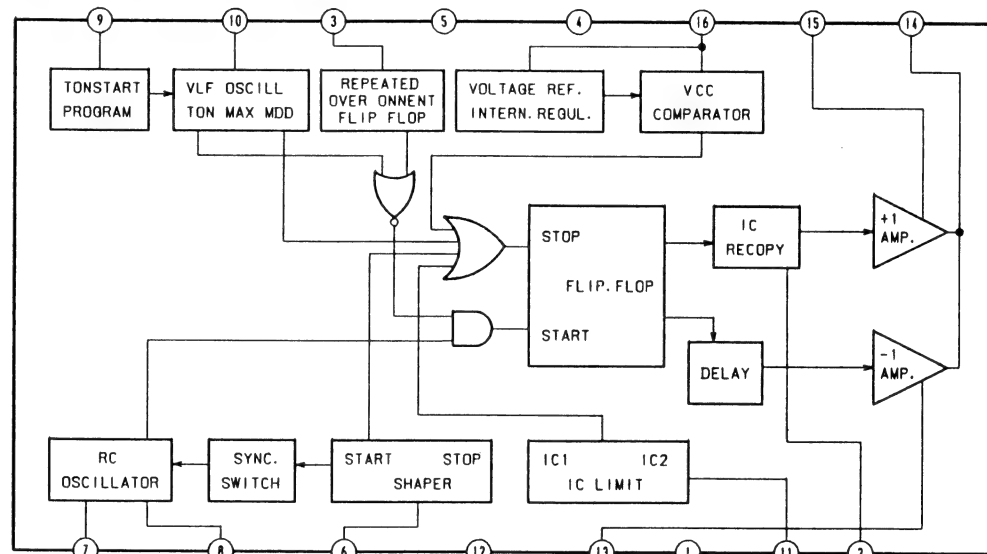 9 10 3 5 4 16 15 14
TONSTART
PROGRAM
VLF OSCILL
TON MAX MDD
REPEATED
OVER ONNENT
FLIP FLOP
VOLTAGE REF.
INTERN.REGUL.
VCC
COMPARATOR
STOP
FLIP.FLOP
START
IC
RECOPY
+1
AMP.
DELAY
-1
AMP.
RC
OSCILLATOR
SYNC.
SWITCH
START STOP
SHAPER
IC1 IC2
IC LIMIT
7 8 6 12 13 1 11 2